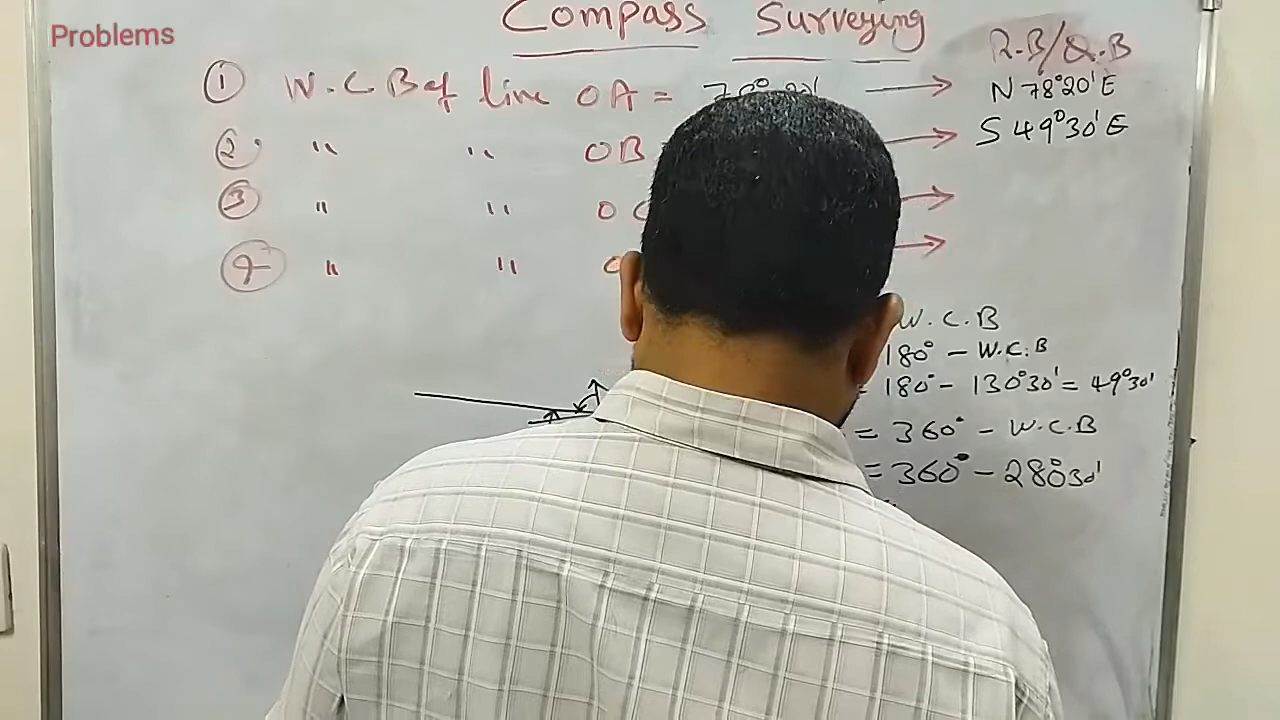 Problems
Compass Surveying
R.B/Q.B
① W.C.B of line OA = → N 78°20' E
② " " OB → S 49°30' E
③ " " O →
④ " " →
W.C.B
180° - W.C.B
= 180° - 130°30' = 49°30'
= 360° - W.C.B
= 360° - 280°30'